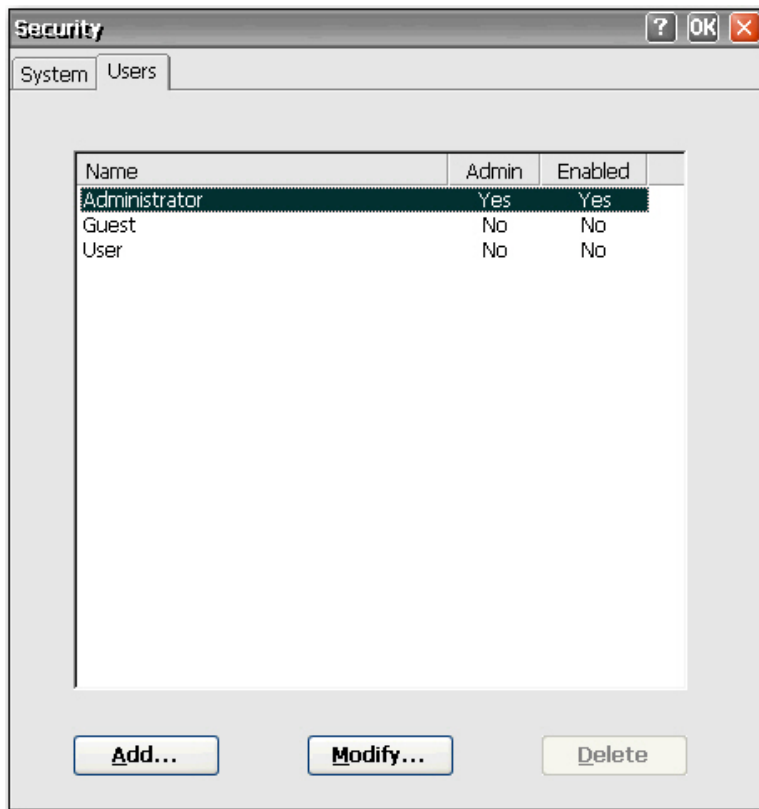 Security ? OK
System Users
Name Admin Enabled
Administrator Yes Yes
Guest No No
User No No
Add... Modify... Delete